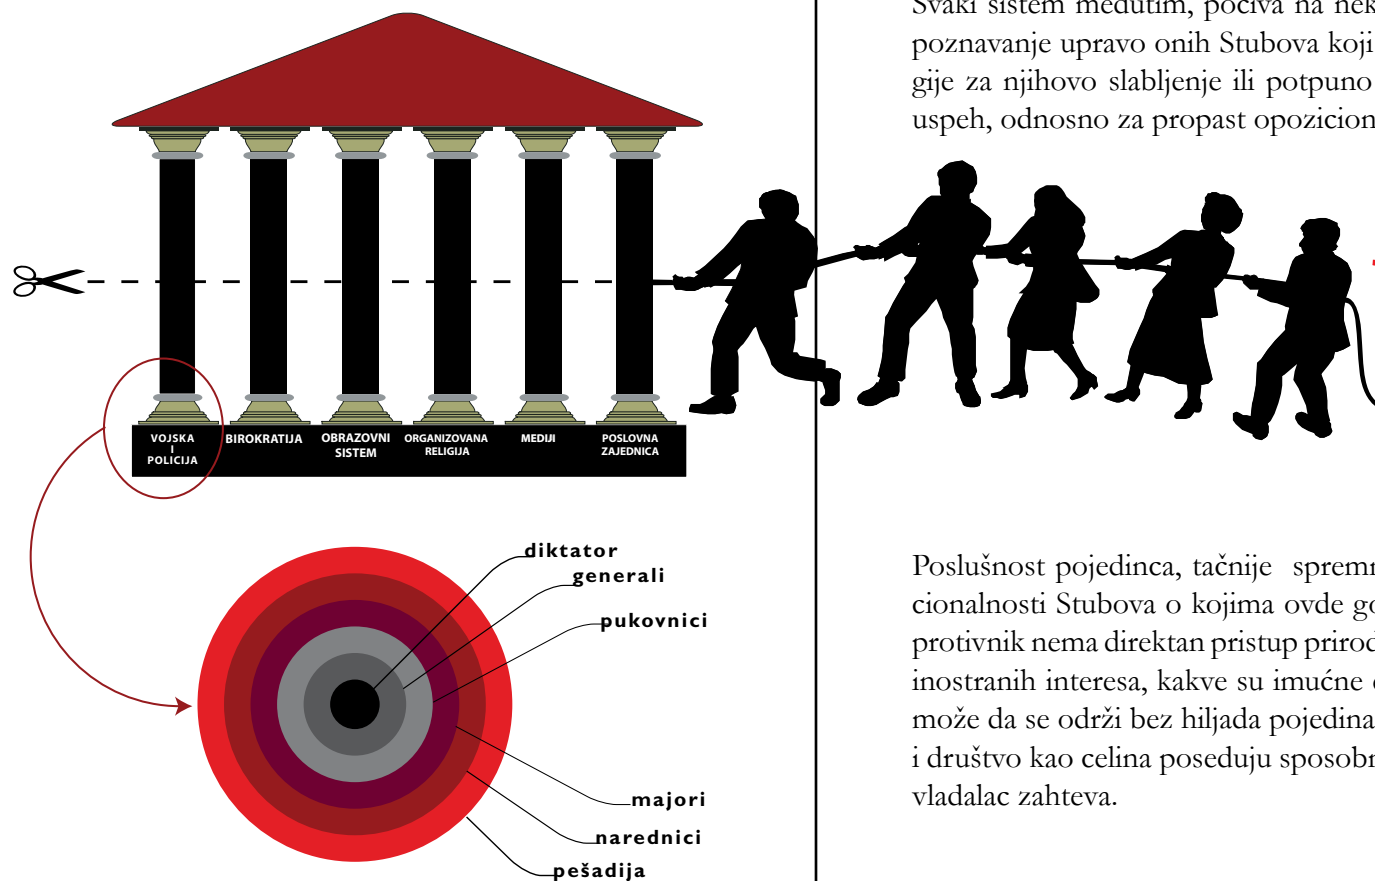 VOJSKA
I
POLICIJA
BIROKRATIJA
OBRAZOVNI
SISTEM
ORGANIZOVANA
RELIGIJA
MEDIJI
POSLOVNA
ZAJEDNICA
diktator
generali
pukovnici
majori
narednici
pešadija
Svaki sistem međutim, počiva na nek
poznavanje upravo onih Stubova koji
gije za njihovo slabljenje ili potpuno
uspeh, odnosno za propast opozicion
Poslušnost pojedinca, tačnije spremn
cionalnosti Stubova o kojima ovde go
protivnik nema direktan pristup prirod
inostranih interesa, kakve su imućne
može da se održi bez hiljada pojedina
i društvo kao celina poseduju sposobn
vladalac zahteva.